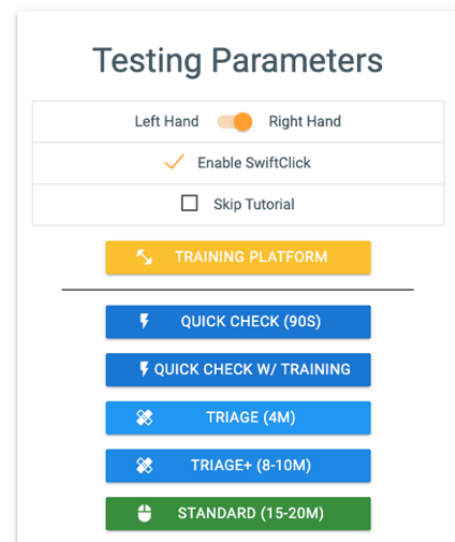 Testing Parameters
Left Hand Right Hand
Enable SwiftClick
Skip Tutorial
TRAINING PLATFORM
QUICK CHECK (90S)
QUICK CHECK W/ TRAINING
TRIAGE (4M)
TRIAGE+ (8-10M)
STANDARD (15-20M)